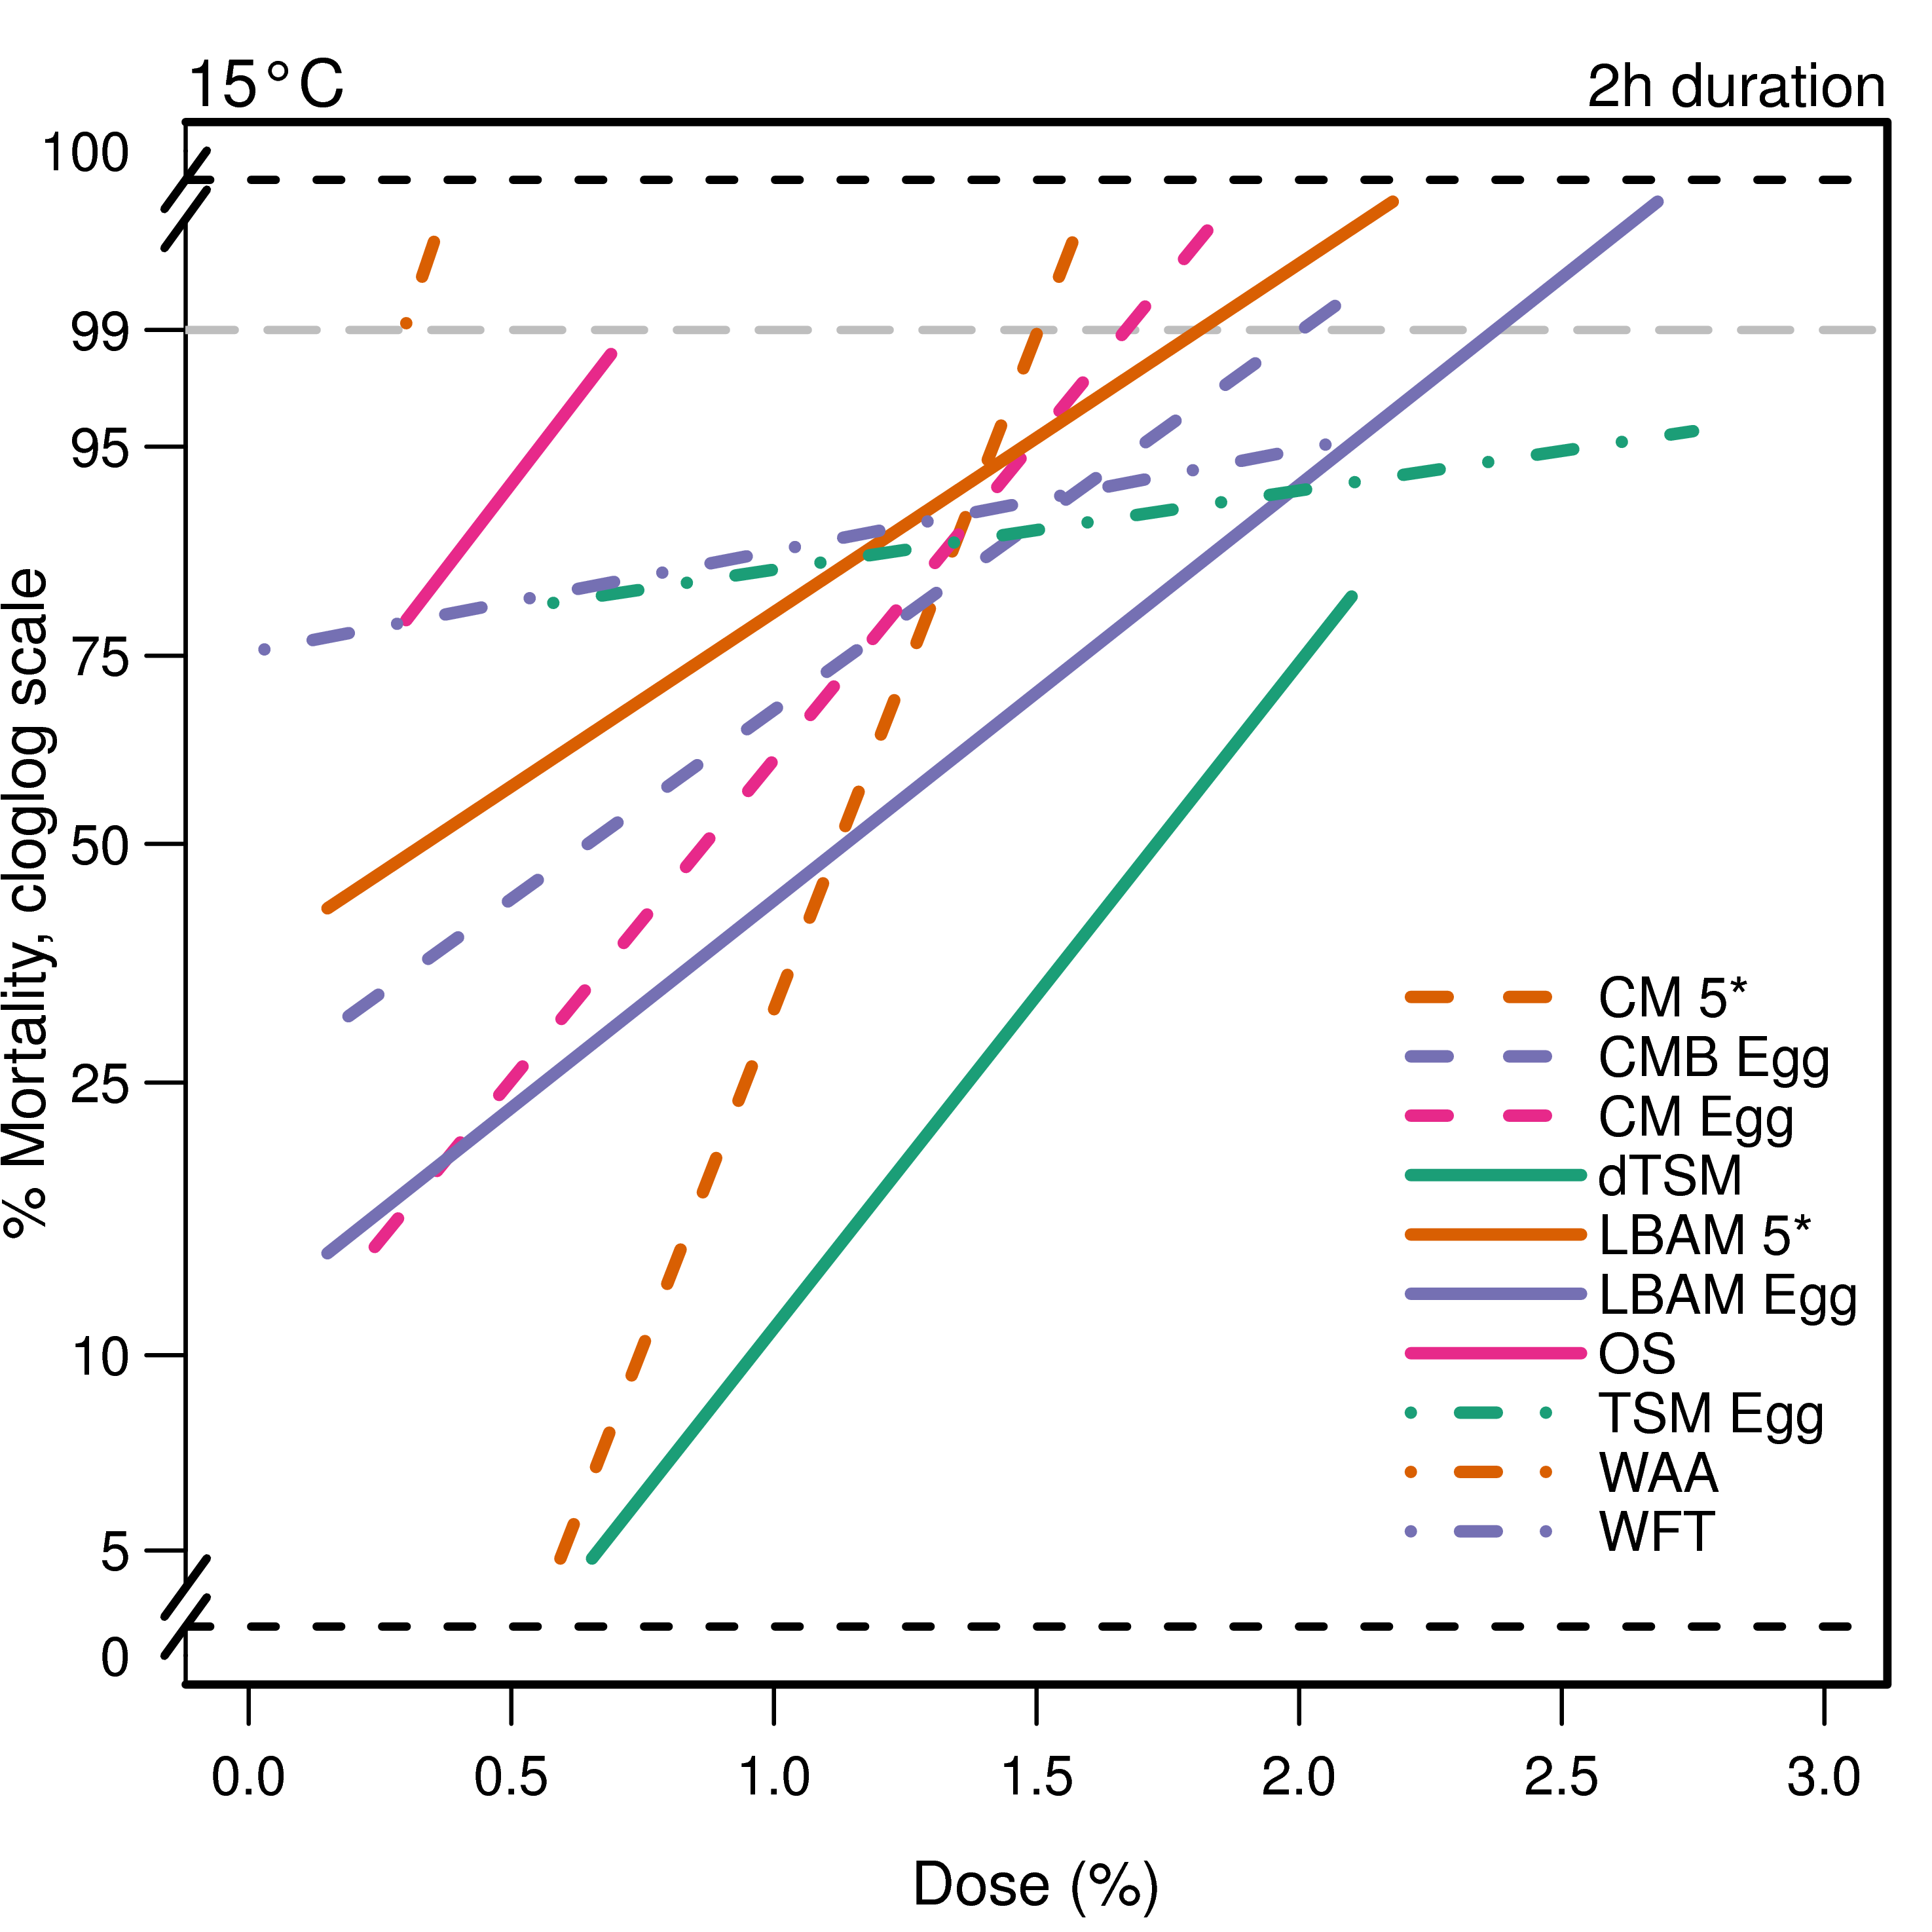 15°C
2h duration
100
99
95
75
50
25
10
5
0
% Mortality, cloglog scale
CM 5*
CMB Egg
CM Egg
dTSM
LBAM 5*
LBAM Egg
OS
TSM Egg
WAA
WFT
0.0 0.5 1.0 1.5 2.0 2.5 3.0
Dose (%)